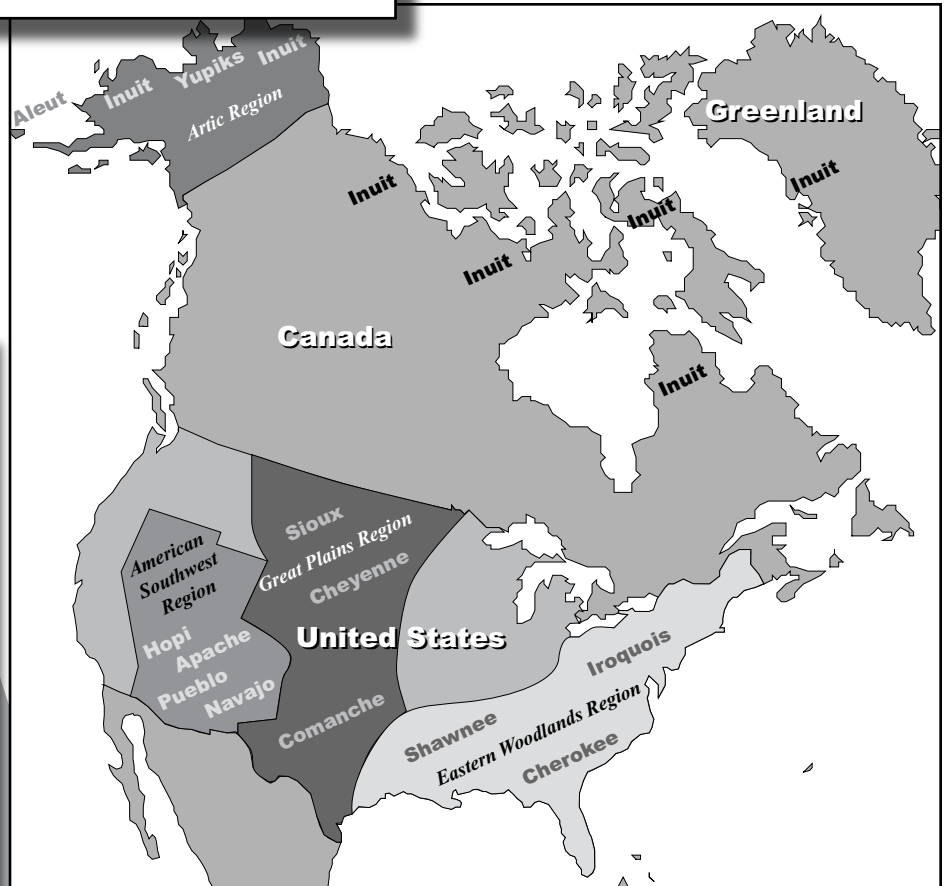 Aleut
Inuit
Yupiks
Inuit
Artic Region
Greenland
Inuit
Inuit
Inuit
Inuit
Canada
Inuit
American
Southwest
Region
Hopi
Apache
Pueblo
Navajo
Sioux
Great Plains Region
Cheyenne
United States
Comanche
Iroquois
Shawnee
Eastern Woodlands Region
Cherokee